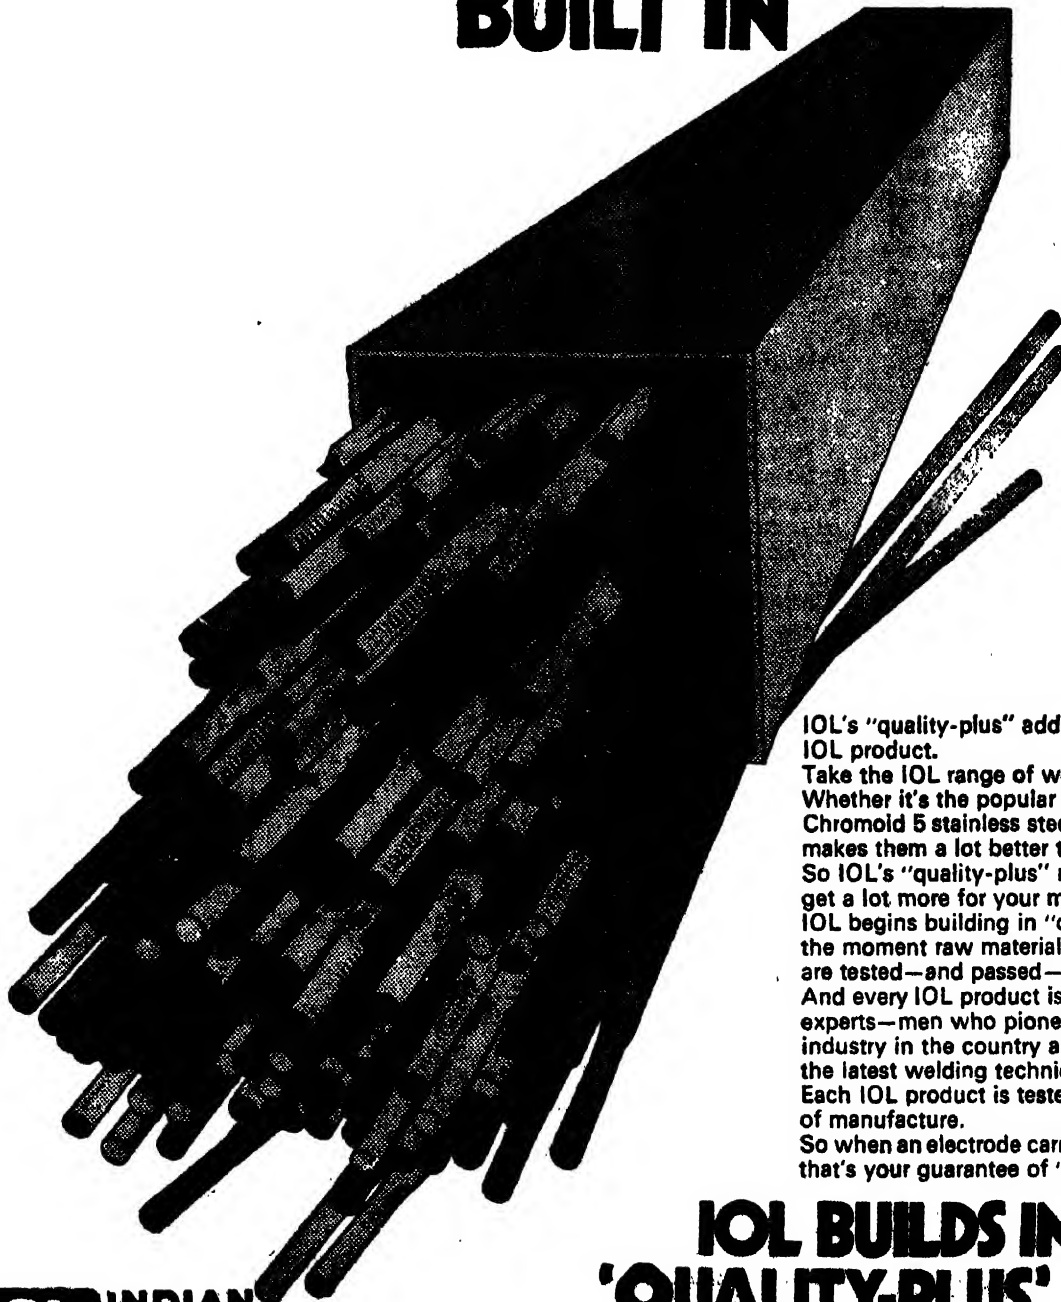 BUILT IN
IOL's "quality-plus" add
IOL product.
Take the IOL range of w
Whether it's the popular
Chromoid 5 stainless stee
makes them a lot better t
So IOL's "quality-plus"
get a lot more for your m
IOL begins building in "
the moment raw material
are tested—and passed—
And every IOL product is
experts—men who pione
industry in the country a
the latest welding techni
Each IOL product is teste
of manufacture.
So when an electrode car
that's your guarantee of
IOL BUILDS IN
'QUALITY-PLUS'
INDIAN